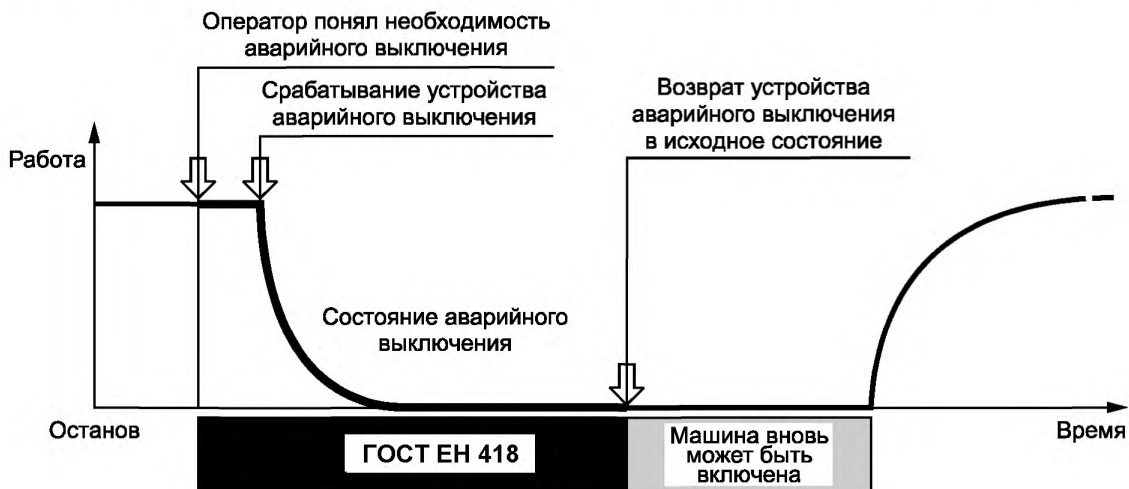 Оператор понял необходимость
аварийного выключения
Срабатывание устройства
аварийного выключения
Возврат устройства
аварийного выключения
в исходное состояние
Работа
Состояние аварийного
выключения
Останов
Время
ГОСТ ЕН 418
Машина вновь
может быть
включена